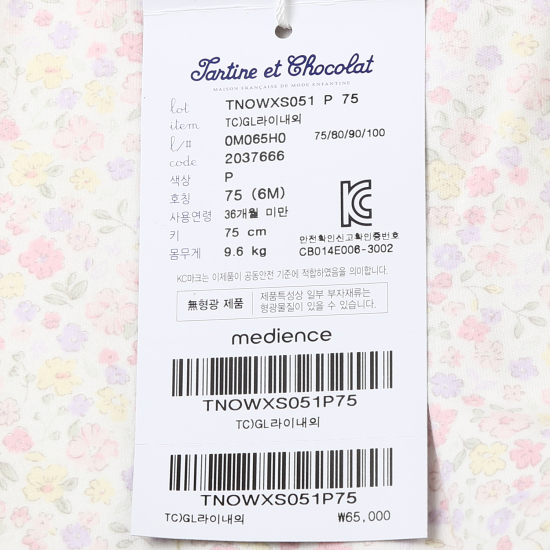 Tartine et Chocolat
MAISON FRANÇAISE DE MODE ENFANTINE
lot TNOWXS051 P 75
item TC)GL라이내의
l/# 0M065H0 75/80/90/100
code 2037666
색상 P
호칭 75 (6M)
사용연령 36개월 미만
키 75 cm
몸무게 9.6 kg
안전확인신고확인증번호
CB014E006-3002
KC마크는 이제품이 공동안전 기준에 적합하였음을 의미합니다.
無형광 제품
제품특성상 일부 부자재류는
형광물질이 있을 수 있습니다.
medience
TNOWXS051P75
TC)GL라이내의
TNOWXS051P75
TC)GL라이내의 ₩65,000